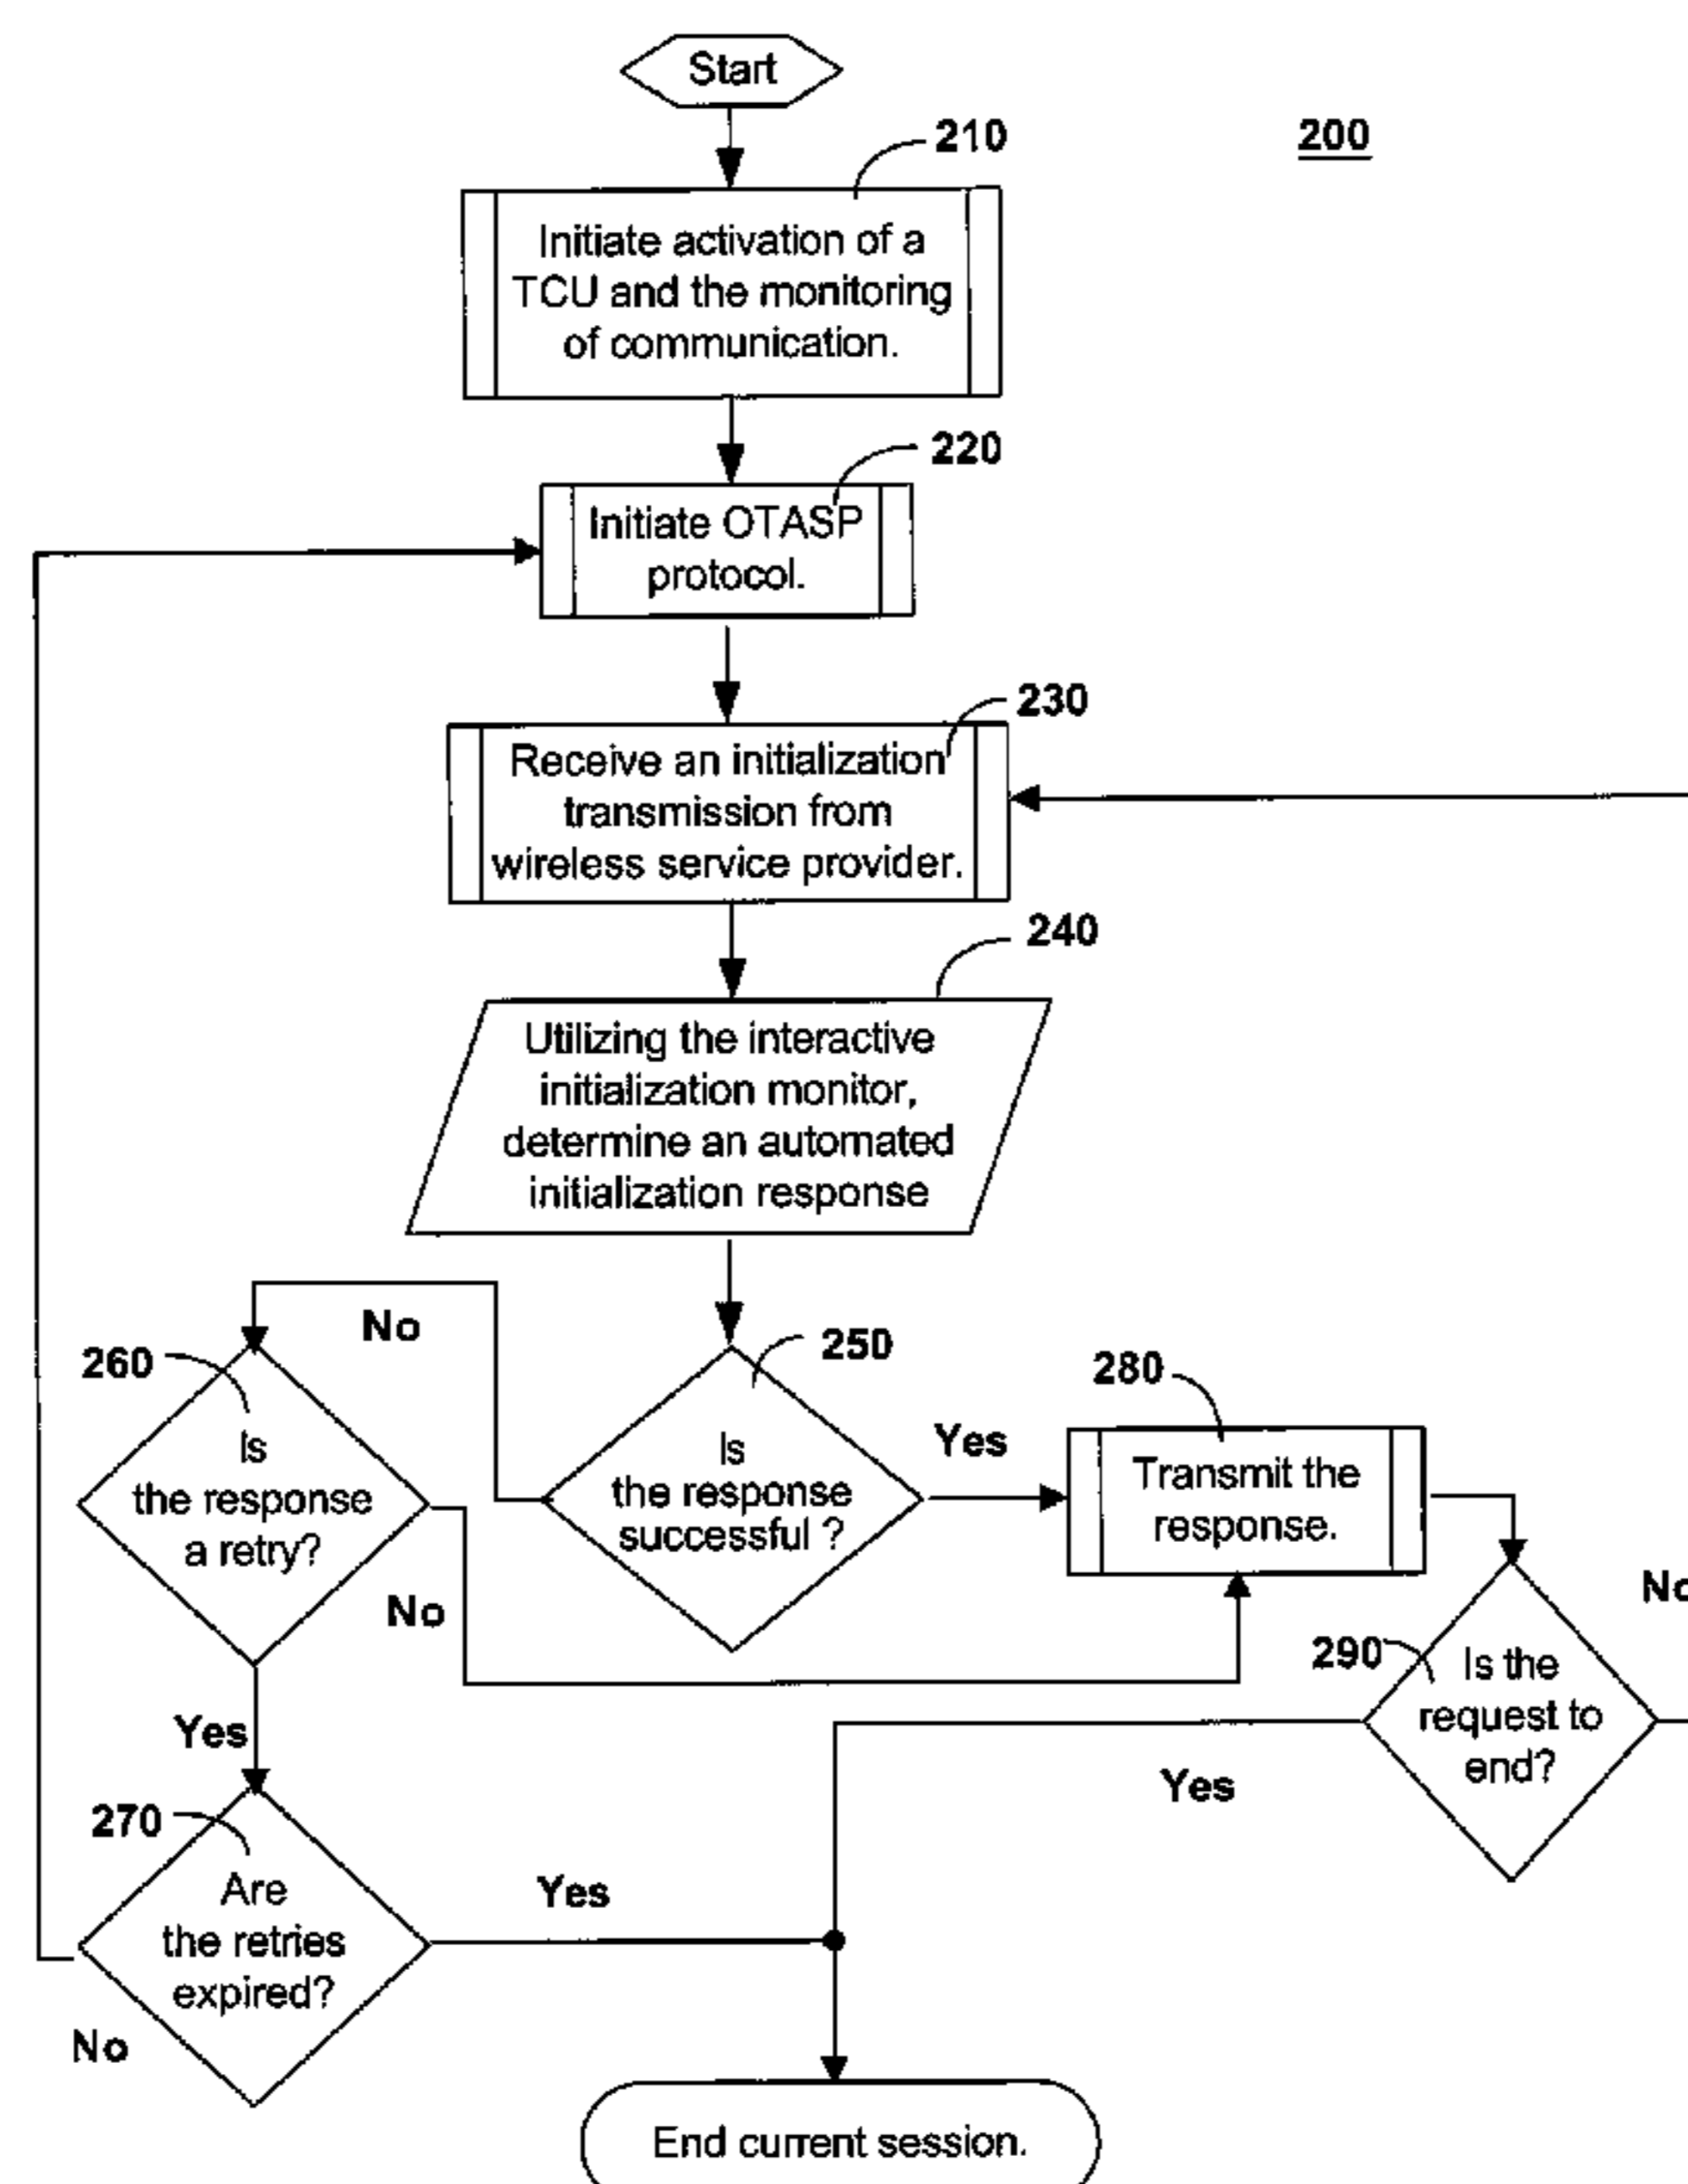 Start
210
200
Initiate activation of a
TCU and the monitoring
of communication.
220
Initiate OTASP
protocol.
230
Receive an initialization
transmission from
wireless service provider.
240
Utilizing the interactive
initialization monitor,
determine an automated
initialization response
No
250
260
280
Is
the response
a retry?
Is
the response
successful ?
Yes
Transmit the
response.
No
No
290
Is the
request to
end?
Yes
Yes
270
Are
the retries
expired?
Yes
No
End current session.